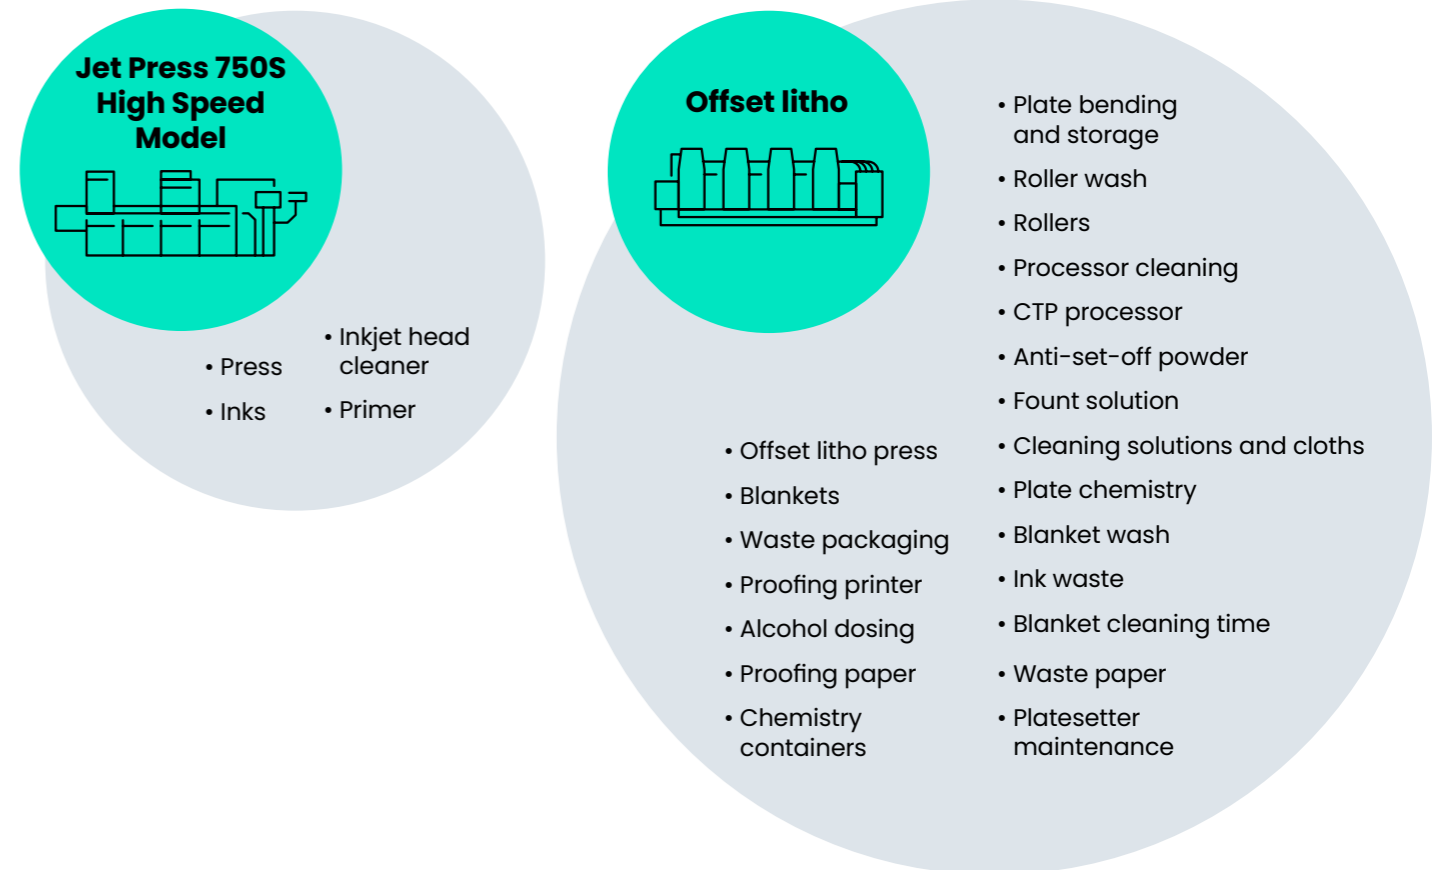 Jet Press 750S
High Speed
Model
• Press
• Inks
• Inkjet head
cleaner
• Primer
Offset litho
• Offset litho press
• Blankets
• Waste packaging
• Proofing printer
• Alcohol dosing
• Proofing paper
• Chemistry
containers
• Plate bending
and storage
• Roller wash
• Rollers
• Processor cleaning
• CTP processor
• Anti-set-off powder
• Fount solution
• Cleaning solutions and cloths
• Plate chemistry
• Blanket wash
• Ink waste
• Blanket cleaning time
• Waste paper
• Platesetter
maintenance